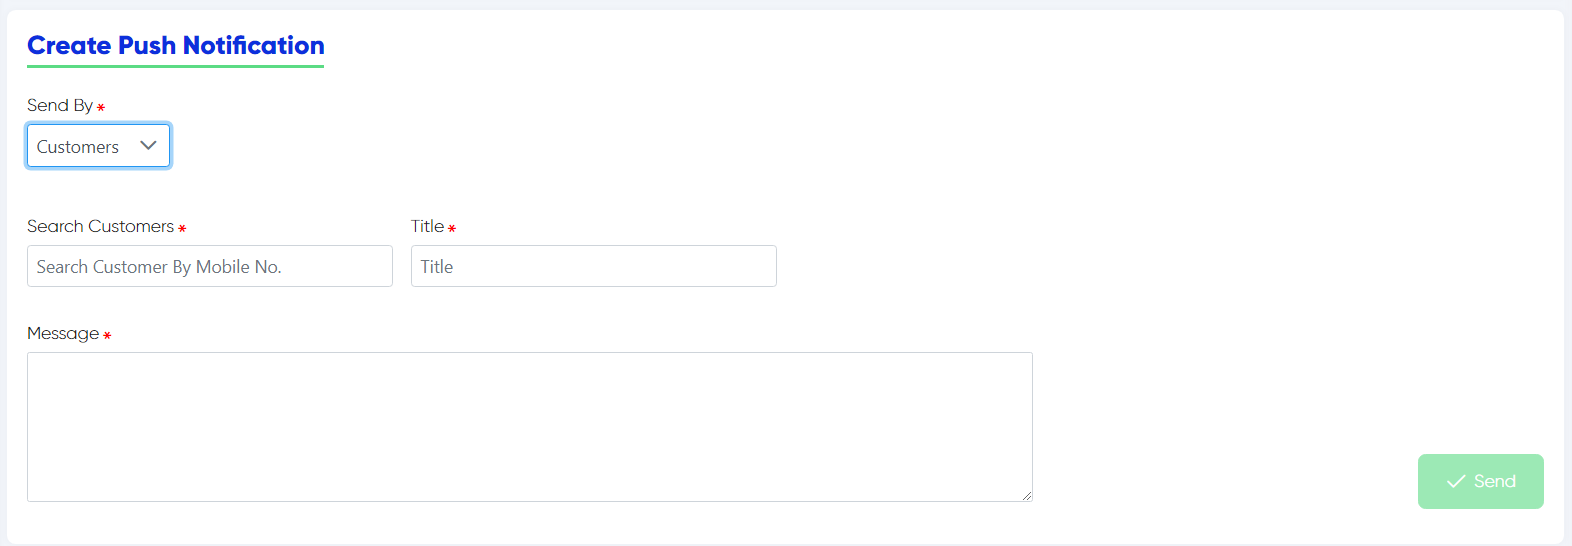 Create Push Notification
Send By *
Customers
Search Customers * Title *
Search Customer By Mobile No. Title
Message *
Send